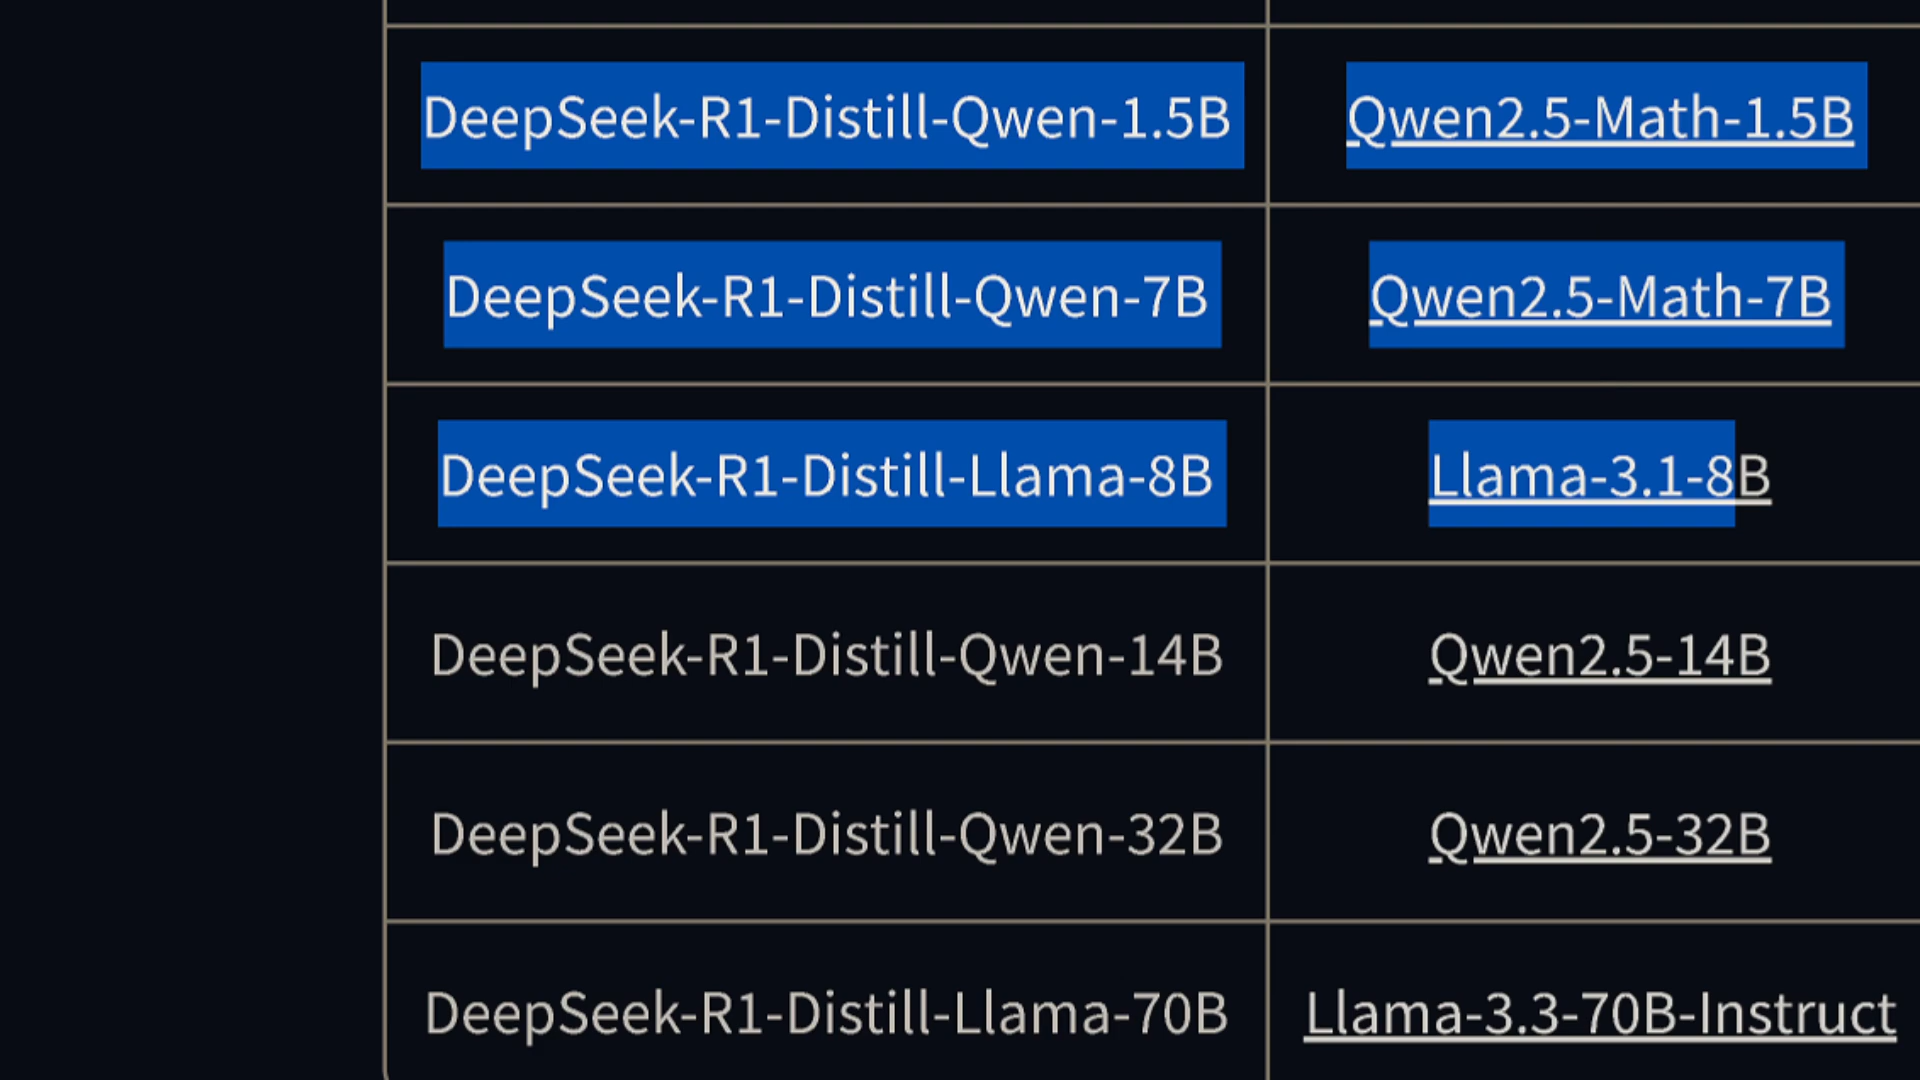 DeepSeek-R1-Distill-Qwen-1.5B Qwen2.5-Math-1.5B
DeepSeek-R1-Distill-Qwen-7B Qwen2.5-Math-7B
DeepSeek-R1-Distill-Llama-8B Llama-3.1-8B
DeepSeek-R1-Distill-Qwen-14B Qwen2.5-14B
DeepSeek-R1-Distill-Qwen-32B Qwen2.5-32B
DeepSeek-R1-Distill-Llama-70B Llama-3.3-70B-Instruct